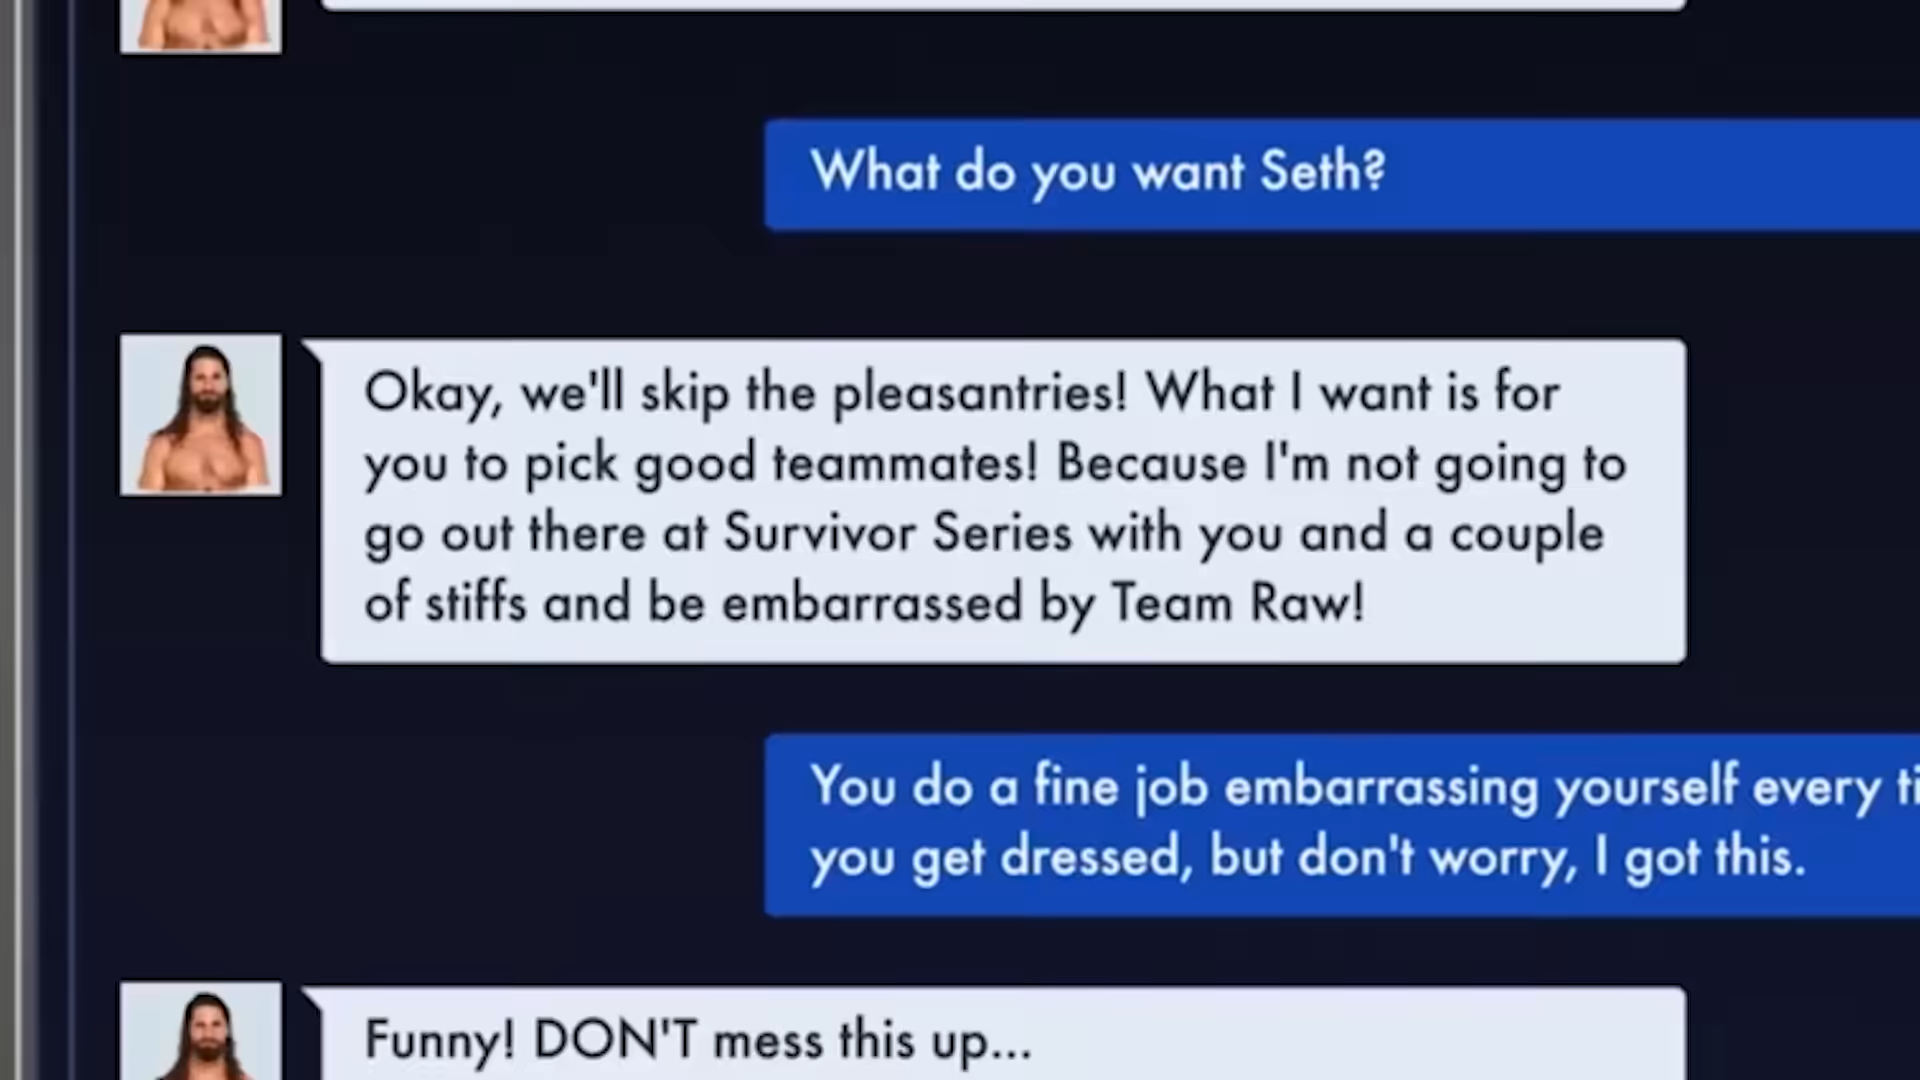 What do you want Seth?
Okay, we'll skip the pleasantries! What I want is for
you to pick good teammates! Because I'm not going to
go out there at Survivor Series with you and a couple
of stiffs and be embarrassed by Team Raw!
You do a fine job embarrassing yourself every
you get dressed, but don't worry, I got this.
Funny! DON'T mess this up...